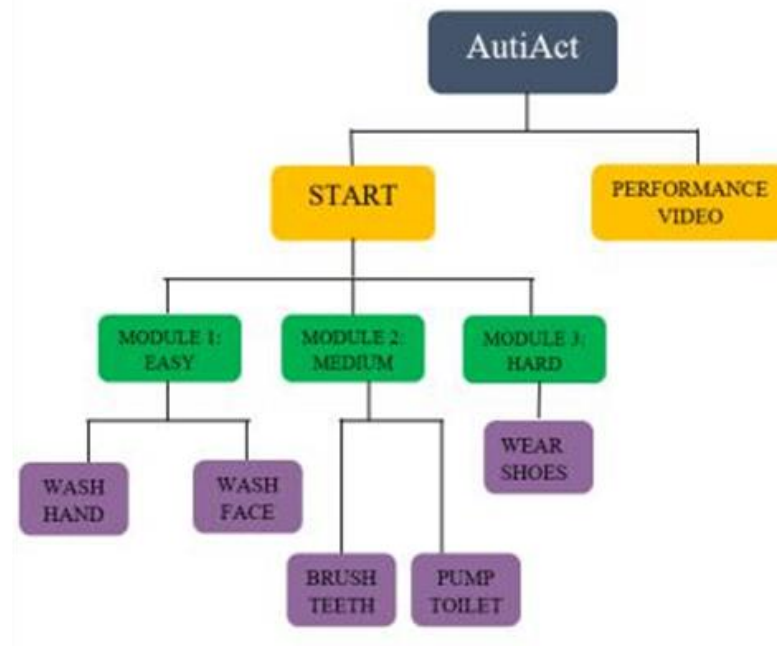 AutiAct
START
PERFORMANCE
VIDEO
MODULE 1:
EASY
MODULE 2:
MEDIUM
MODULE 3:
HARD
WASH
HAND
WASH
FACE
WEAR
SHOES
BRUSH
TEETH
PUMP
TOILET